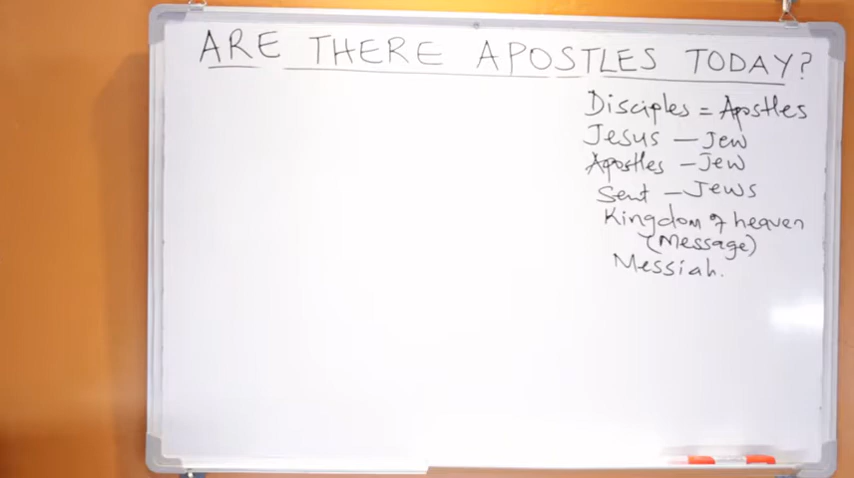 ARE THERE APOSTLES TODAY?
Disciples = Apostles
Jesus - Jew
Apostles - Jew
Sent - Jews
Kingdom of heaven
(Message)
Messiah.